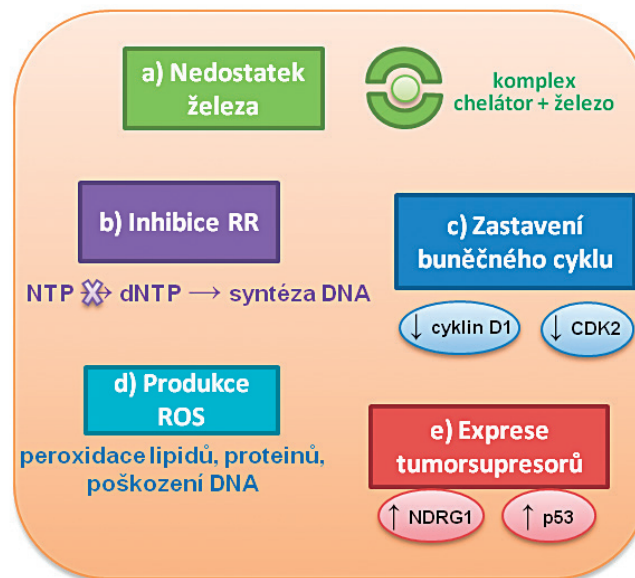 a) Nedostatek
železa
komplex
chelátor + železo
b) Inhibice RR
NTP X→ dNTP → syntéza DNA
c) Zastavení
buněčného cyklu
↓ cyklin D1
↓ CDK2
d) Produkce
ROS
peroxidace lipidů, proteinů,
poškození DNA
e) Exprese
tumorsupresorů
↑ NDRG1
↑ p53